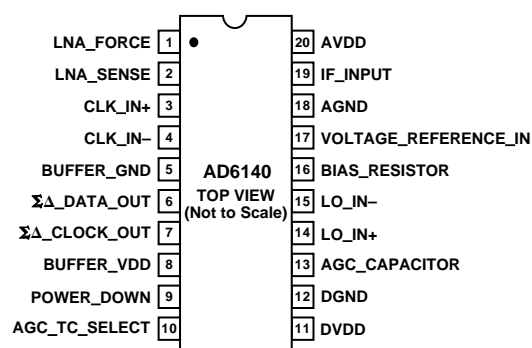 LNA_FORCE 1 20 AVDD
LNA_SENSE 2 19 IF_INPUT
CLK_IN+ 3 18 AGND
CLK_IN– 4 17 VOLTAGE_REFERENCE_IN
BUFFER_GND 5 AD6140 16 BIAS_RESISTOR
ΣΔ_DATA_OUT 6 TOP VIEW 15 LO_IN–
(Not to Scale)
ΣΔ_CLOCK_OUT 7 14 LO_IN+
BUFFER_VDD 8 13 AGC_CAPACITOR
POWER_DOWN 9 12 DGND
AGC_TC_SELECT 10 11 DVDD